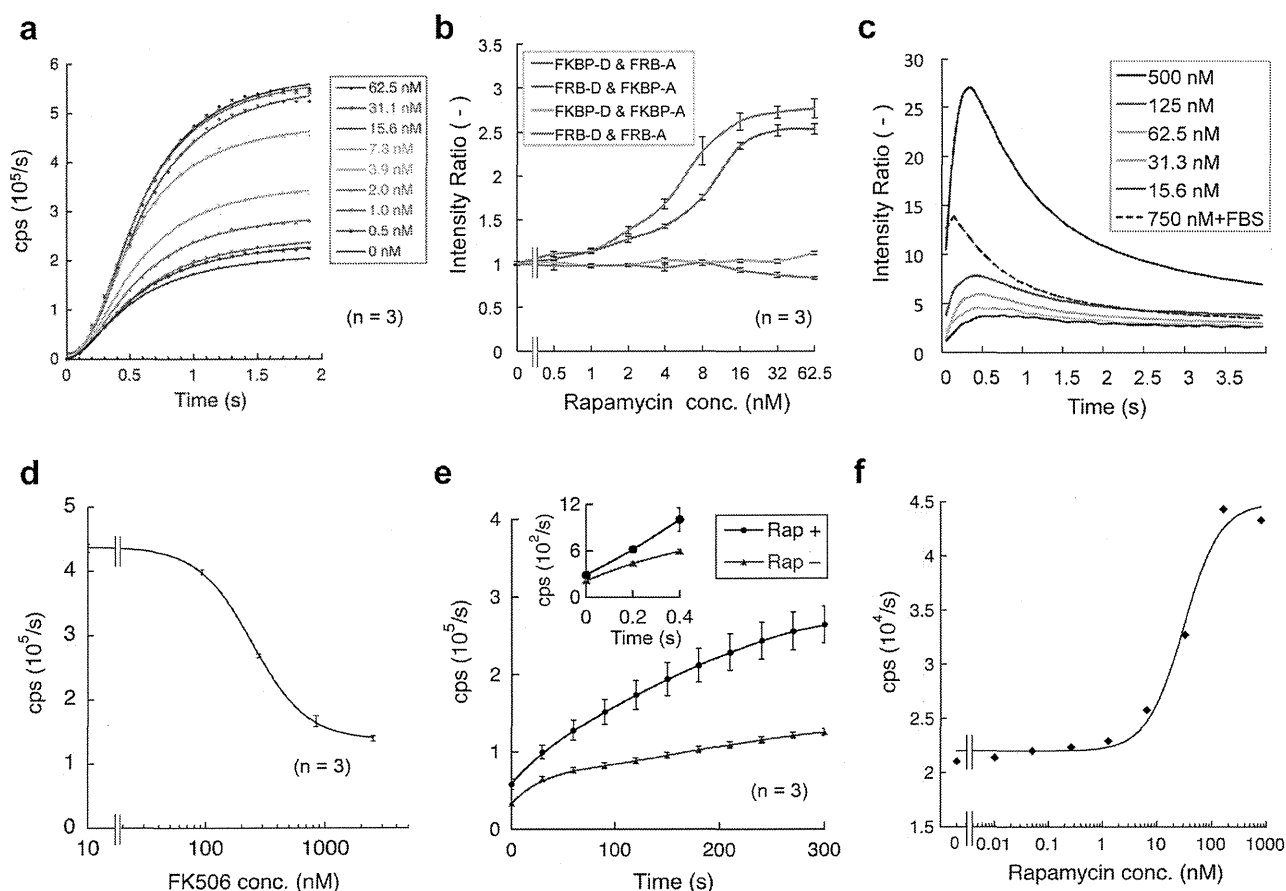 a
6
5
4
3
2
1
0
cps (10⁵/s)
0 0.5 1 1.5 2
Time (s)
62.5 nM
31.1 nM
15.6 nM
7.8 nM
3.9 nM
2.0 nM
1.0 nM
0.5 nM
0 nM
(n = 3)
b
3.5
3
2.5
2
1.5
1
0.5
0
Intensity Ratio ( - )
FKBP-D & FRB-A
FRB-D & FKBP-A
FKBP-D & FKBP-A
FRB-D & FRB-A
(n = 3)
0 0.5 1 2 4 8 16 32 62.5
Rapamycin conc. (nM)
c
30
25
20
15
10
5
0
Intensity Ratio ( - )
500 nM
125 nM
62.5 nM
31.3 nM
15.6 nM
750 nM+FBS
0 0.5 1 1.5 2 2.5 3 3.5
Time (s)
d
5
4
3
2
1
0
cps (10⁵/s)
(n = 3)
10 100 1000
FK506 conc. (nM)
e
4
3
2
1
0
cps (10⁵/s)
12
6
0
cps (10²/s)
0 0.2 0.4
Time (s)
Rap +
Rap −
(n = 3)
0 100 200 300
Time (s)
f
4.5
4
3.5
3
2.5
2
1.5
cps (10⁴/s)
0 0.01 0.1 1 10 100 1000
Rapamycin conc. (nM)